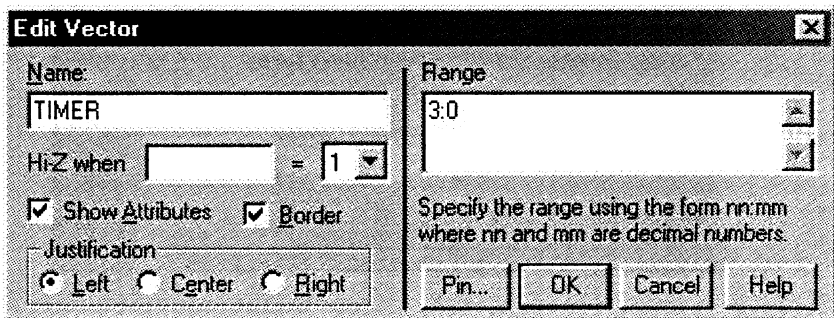 Edit Vector
Name:
TIMER
Hi-Z when = 1
Show Attributes Border
Justification
Left Center Right
Range
3:0
Specify the range using the form nn:mm
where nn and mm are decimal numbers.
Pin... OK Cancel Help